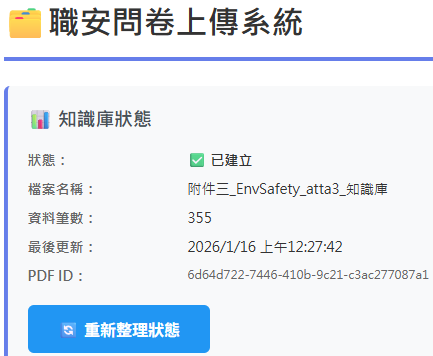 職安問卷上傳系統
知識庫狀態
狀態： 已建立
檔案名稱： 附件三_EnvSafety_atta3_知識庫
資料筆數： 355
最後更新： 2026/1/16 上午12:27:42
PDF ID： 6d64d722-7446-410b-9c21-c3ac277087a1
重新整理狀態